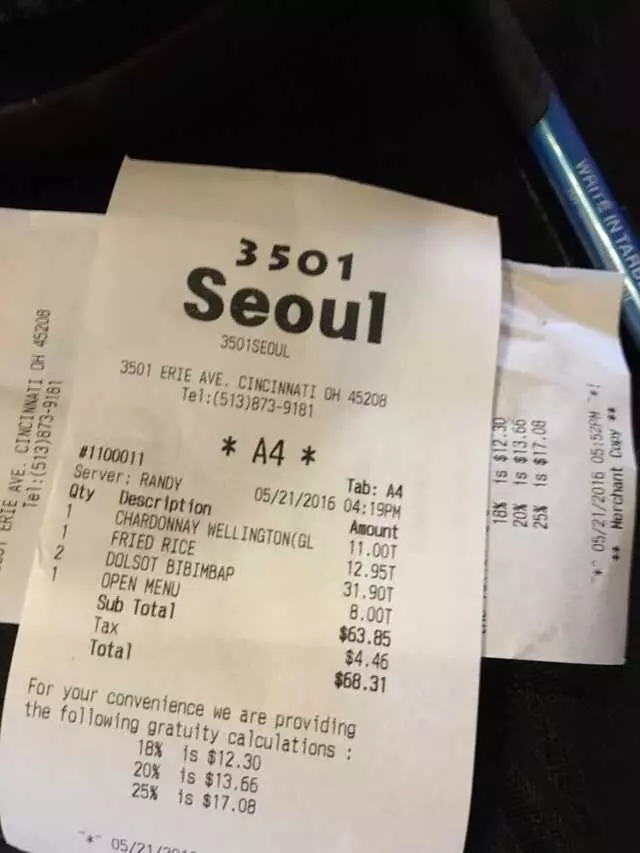 3501
Seoul
3501SEOUL
3501 ERIE AVE. CINCINNATI OH 45208
Tel:(513)873-9181
* A4 *
#1100011 Tab: A4
Server: RANDY 05/21/2016 04:19PM
Qty Description Amount
1 CHARDONNAY WELLINGTON(GL 11.00T
1 FRIED RICE 12.95T
2 DOLSOT BIBIMBAP 31.90T
1 OPEN MENU 8.00T
Sub Total $63.85
Tax $4.46
Total $68.31
For your convenience we are providing
the following gratuity calculations :
18% is $12.30
20% is $13.66
25% is $17.08
"*" 05/21/201
ERIE AVE. CINCINNATI OH 45208
Tel:(513)873-9181
18% is $12.30
20% is $13.66
25% is $17.08
"*" 05/21/2016 05:52PM "*!
** Merchant Copy **
WRITE IN